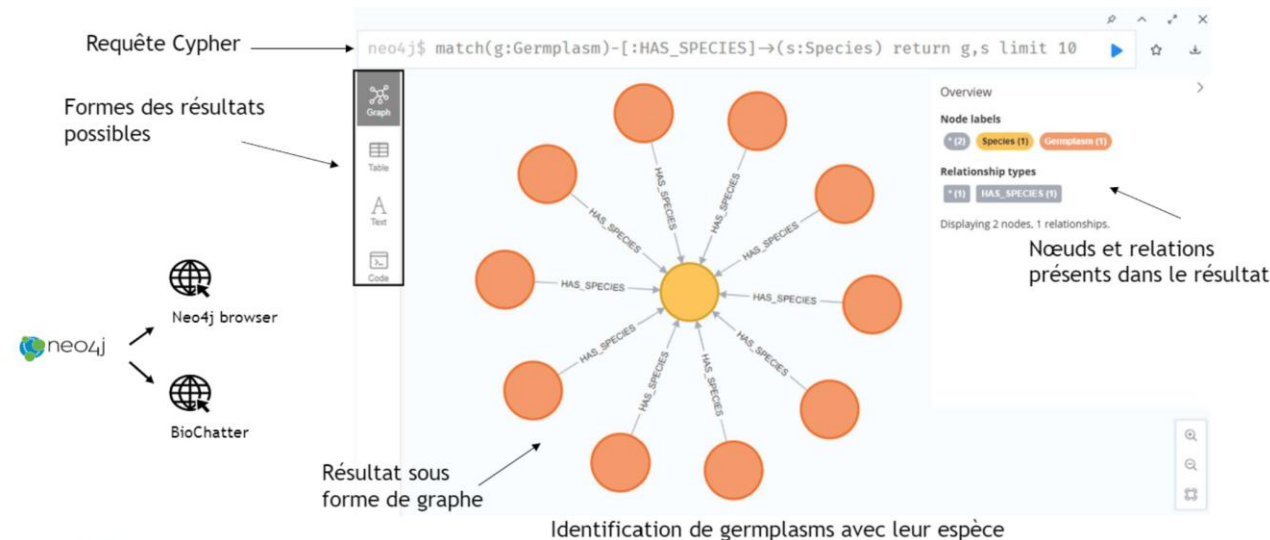 Requête Cypher
neo4j$ match(g:Germplasm)-[:HAS_SPECIES]→(s:Species) return g,s limit 10
Formes des résultats
possibles
Graph
Table
Text
Code
HAS_SPECIES
HAS_SPECIES
HAS_SPECIES
HAS_SPECIES
HAS_SPECIES
HAS_SPECIES
HAS_SPECIES
HAS_SPECIES
HAS_SPECIES
HAS_SPECIES
Overview
Node labels
* (2) Species (1) Germplasm (1)
Relationship types
* (1) HAS_SPECIES (1)
Displaying 2 nodes, 1 relationships.
Nœuds et relations
présents dans le résultat
neo4j
Neo4j browser
BioChatter
Résultat sous
forme de graphe
Identification de germplasms avec leur espèce